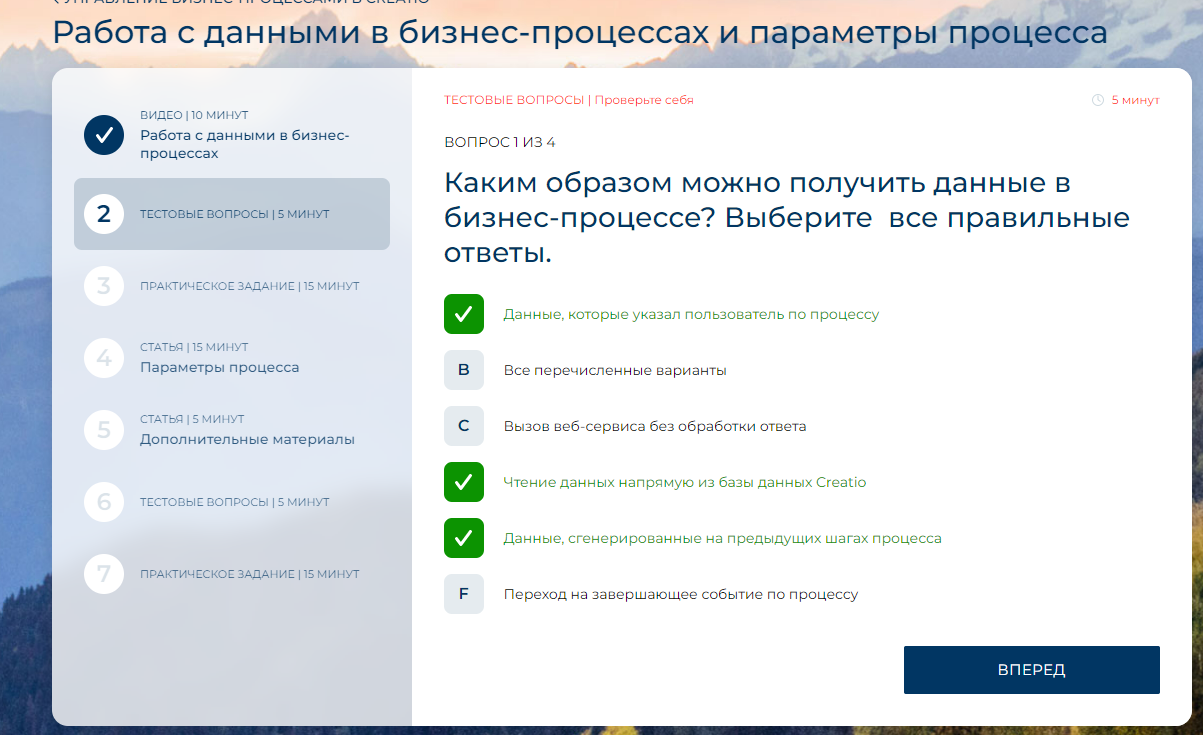 УПРАВЛЕНИЕ БИЗНЕС-ПРОЦЕССАМИ В CREATIO
Работа с данными в бизнес-процессах и параметры процесса
ВИДЕО | 10 МИНУТ
Работа с данными в бизнес-
процессах
2
ТЕСТОВЫЕ ВОПРОСЫ | 5 МИНУТ
3
ПРАКТИЧЕСКОЕ ЗАДАНИЕ | 15 МИНУТ
4
СТАТЬЯ | 15 МИНУТ
Параметры процесса
5
СТАТЬЯ | 5 МИНУТ
Дополнительные материалы
6
ТЕСТОВЫЕ ВОПРОСЫ | 5 МИНУТ
7
ПРАКТИЧЕСКОЕ ЗАДАНИЕ | 15 МИНУТ
ТЕСТОВЫЕ ВОПРОСЫ | Проверьте себя
5 минут
ВОПРОС 1 ИЗ 4
Каким образом можно получить данные в
бизнес-процессе? Выберите все правильные
ответы.
Данные, которые указал пользователь по процессу
B
Все перечисленные варианты
C
Вызов веб-сервиса без обработки ответа
Чтение данных напрямую из базы данных Creatio
Данные, сгенерированные на предыдущих шагах процесса
F
Переход на завершающее событие по процессу
ВПЕРЕД